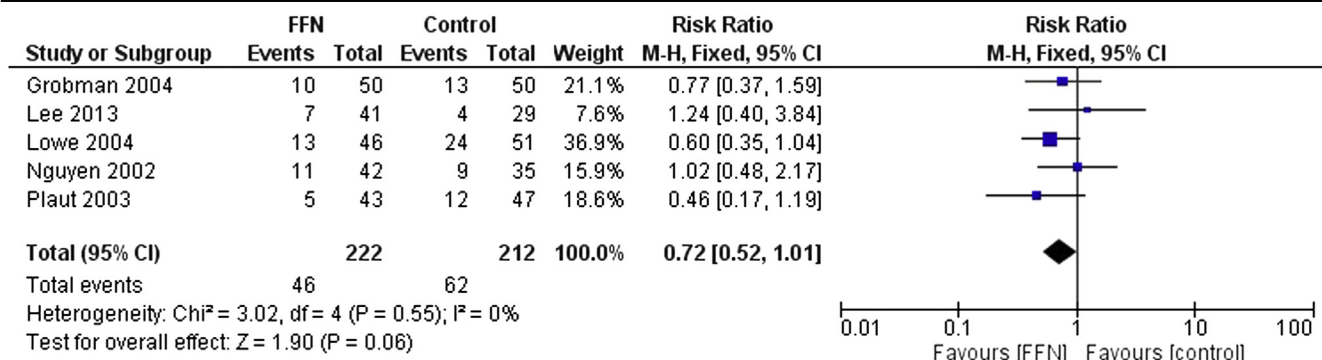 FFN Control Risk Ratio Risk Ratio
Study or Subgroup Events Total Events Total Weight M-H, Fixed, 95% CI M-H, Fixed, 95% CI
Grobman 2004 10 50 13 50 21.1% 0.77 [0.37, 1.59]
Lee 2013 7 41 4 29 7.6% 1.24 [0.40, 3.84]
Lowe 2004 13 46 24 51 36.9% 0.60 [0.35, 1.04]
Nguyen 2002 11 42 9 35 15.9% 1.02 [0.48, 2.17]
Plaut 2003 5 43 12 47 18.6% 0.46 [0.17, 1.19]
Total (95% CI) 222 212 100.0% 0.72 [0.52, 1.01]
Total events 46 62
Heterogeneity: Chi² = 3.02, df = 4 (P = 0.55); I² = 0%
Test for overall effect: Z = 1.90 (P = 0.06)
0.01 0.1 1 10 100
Favours [FFN] Favours [control]